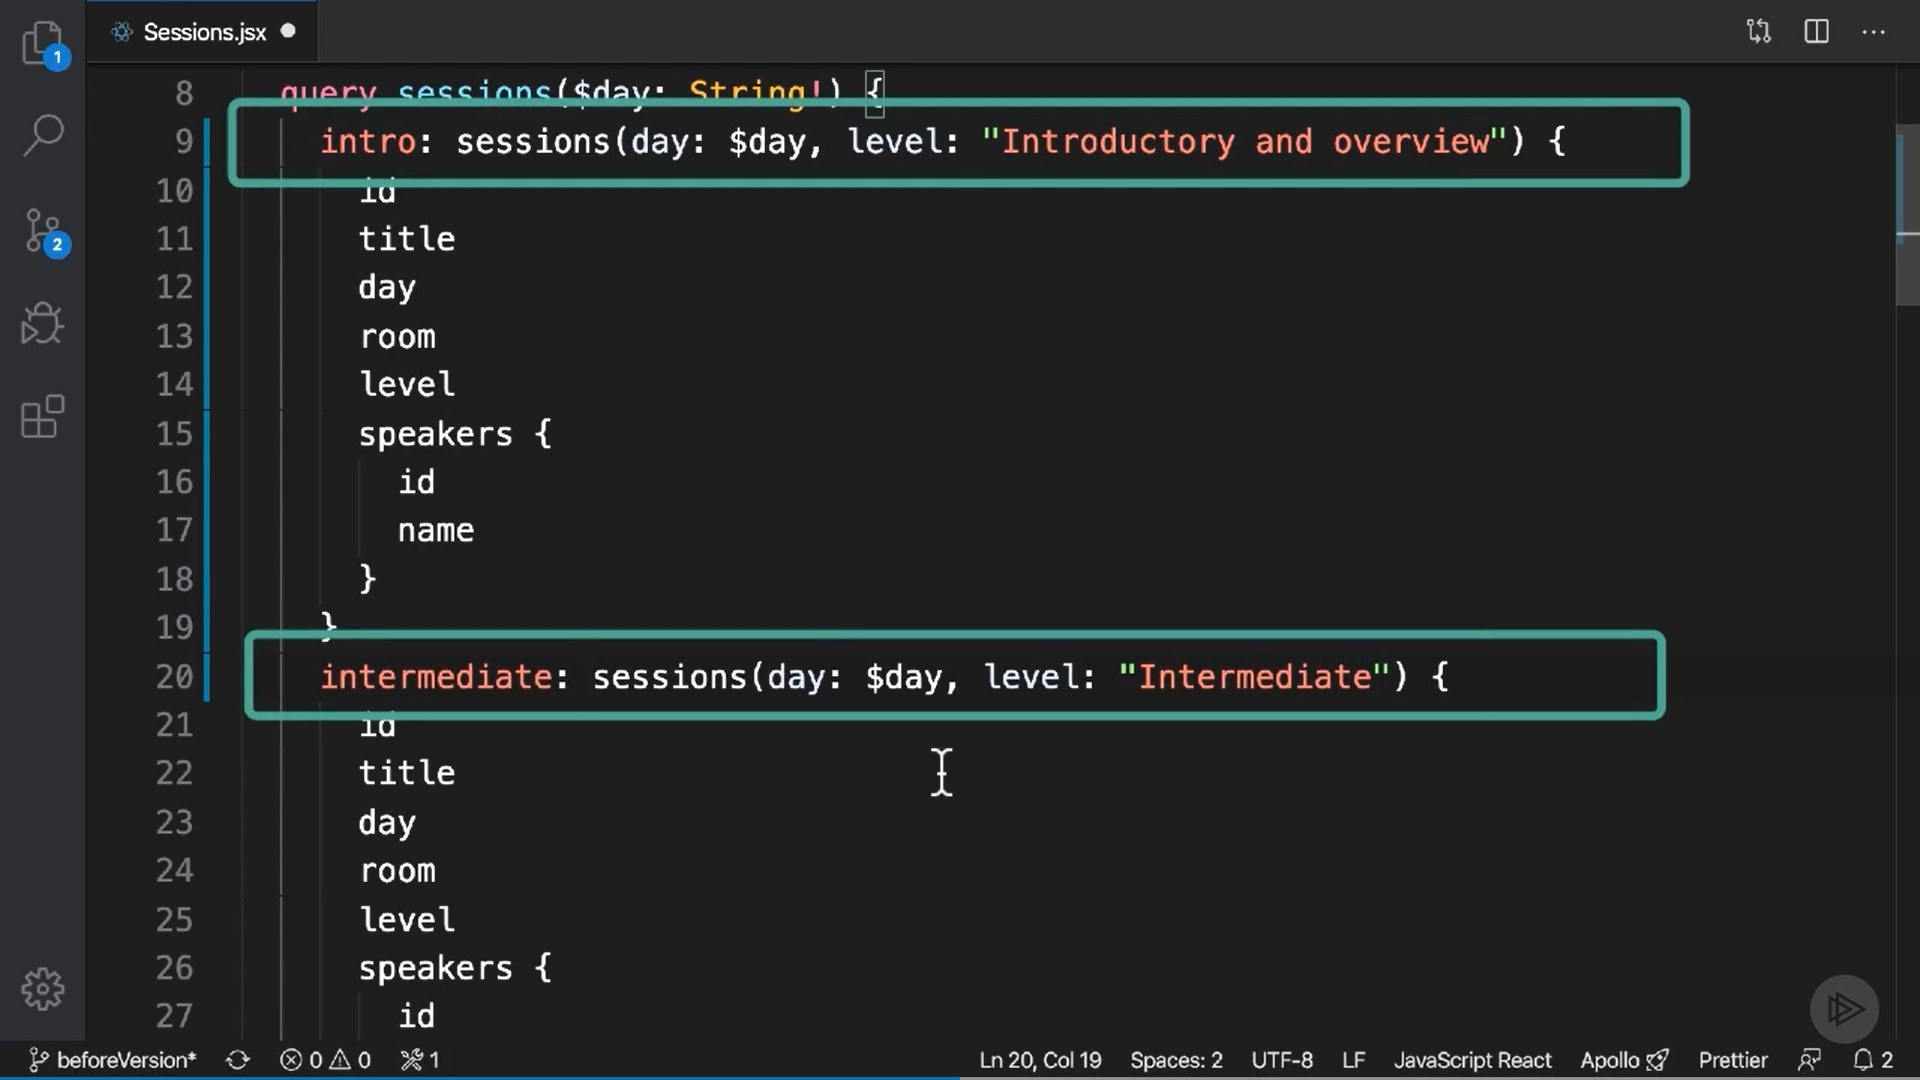 Sessions.jsx
1
2
8 query sessions($day: String!) {
9 intro: sessions(day: $day, level: "Introductory and overview") {
10 id
11 title
12 day
13 room
14 level
15 speakers {
16 id
17 name
18 }
19 }
20 intermediate: sessions(day: $day, level: "Intermediate") {
21 id
22 title
23 day
24 room
25 level
26 speakers {
27 id
beforeVersion* 0 0 1 Ln 20, Col 19 Spaces: 2 UTF-8 LF JavaScript React Apollo Prettier 2